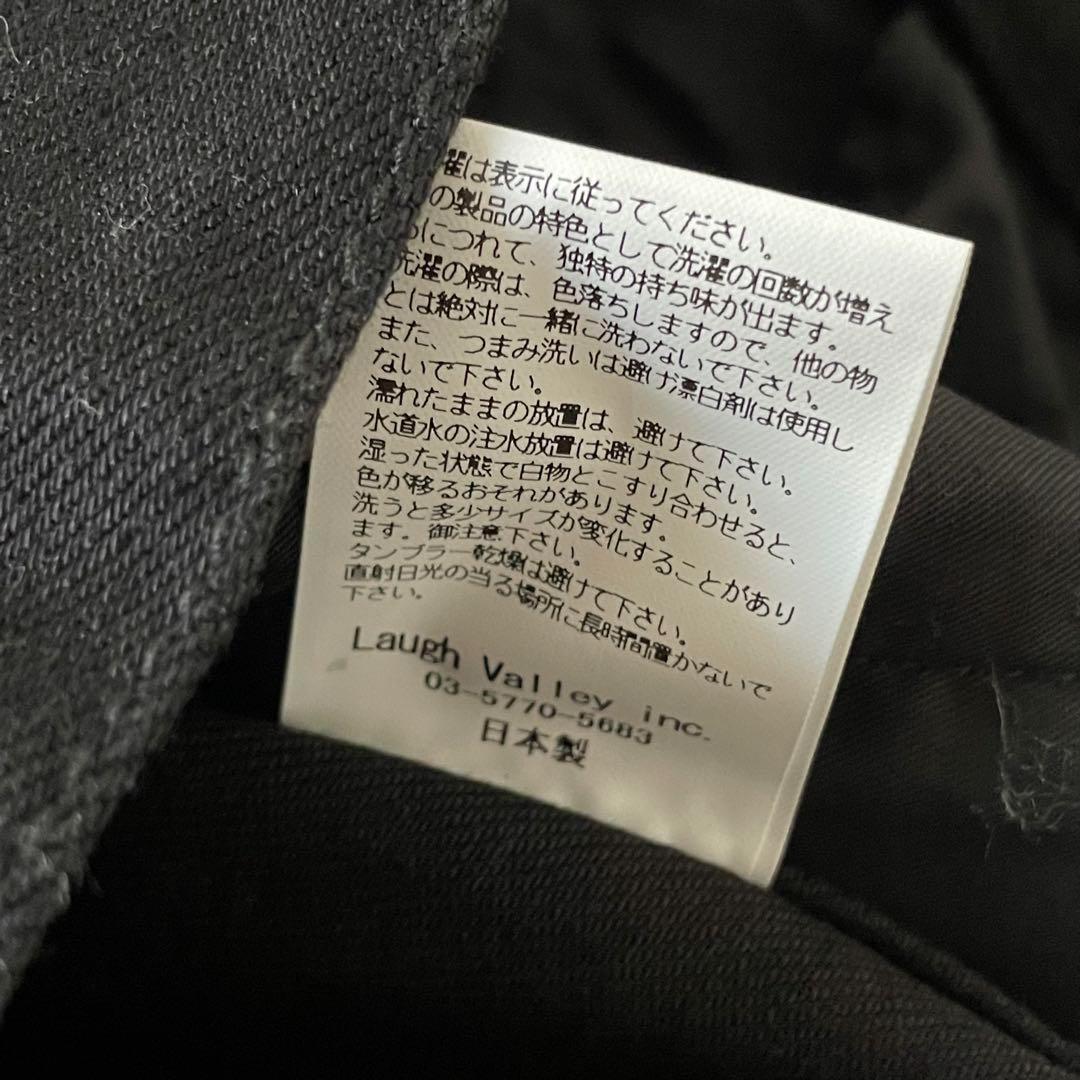 濯は表示に従ってください。
の製品の特色として洗濯の回数が増え
につれて、独特の持ち味が出ます。
洗濯の際は、色落ちしますので、他の物
とは絶対に一緒に洗わないで下さい。
また、つまみ洗いは避け漂白剤は使用し
ないで下さい。
濡れたままの放置は、避けて下さい。
水道水の注水放置は避けて下さい。
湿った状態で白物とこすり合わせると、
色が移るおそれがあります。
洗うと多少サイズが変化することがあり
ます。御注意下さい。
タンブラー乾燥は避けて下さい。
直射日光の当る場所に長時間置かないで
下さい。
Laugh Valley inc.
03-5770-5683
日本製